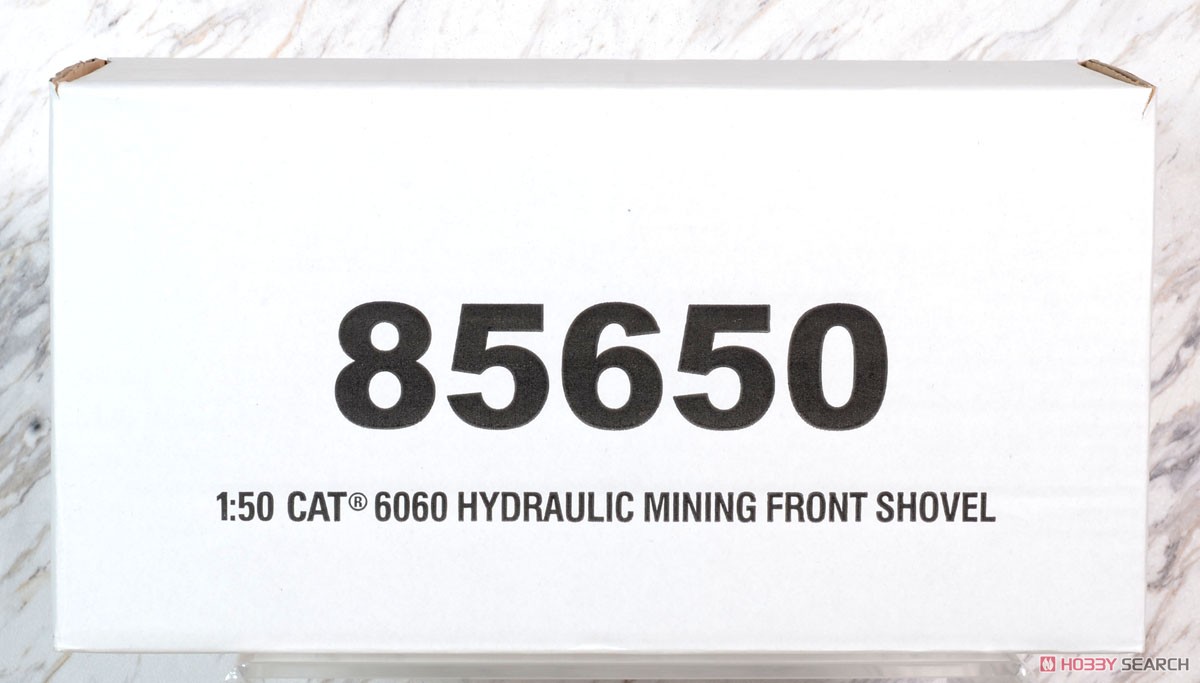 85650
1:50 CAT® 6060 HYDRAULIC MINING FRONT SHOVEL
HOBBY SEARCH